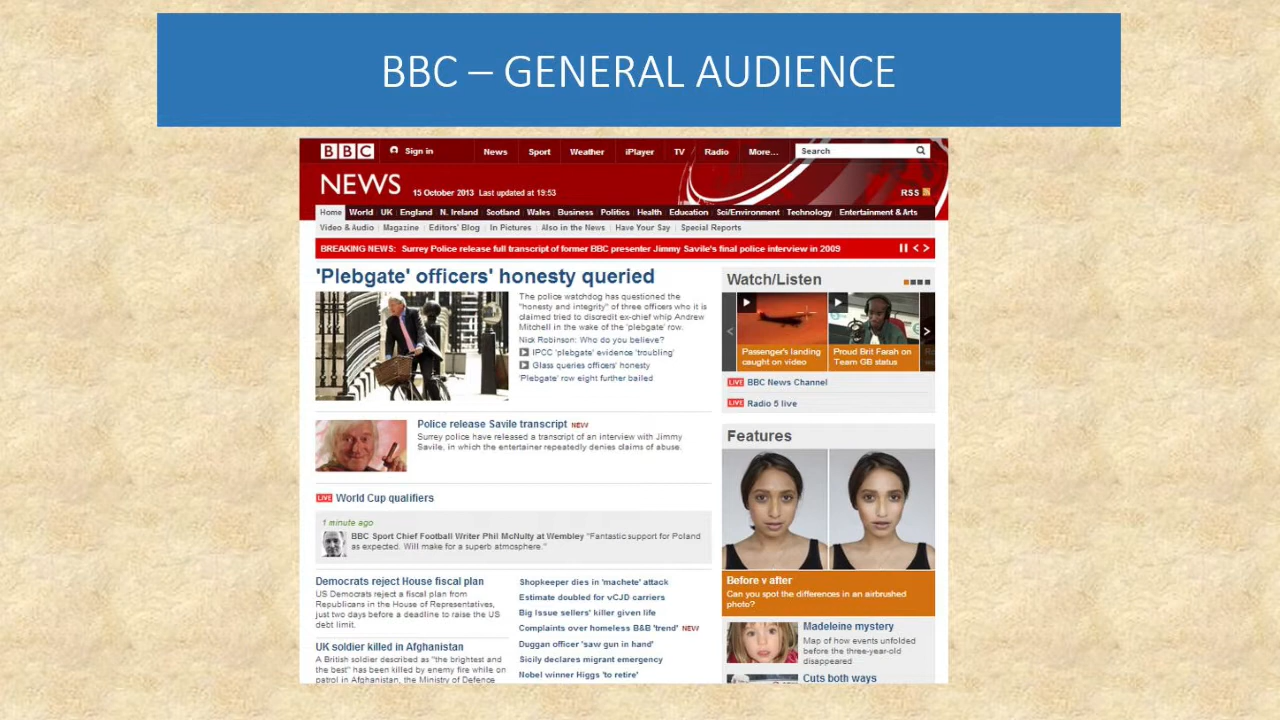 BBC – GENERAL AUDIENCE
BBC Sign in News Sport Weather iPlayer TV Radio More... Search
NEWS 15 October 2013 Last updated at 19:53 RSS
Home World UK England N. Ireland Scotland Wales Business Politics Health Education Sci/Environment Technology Entertainment & Arts
Video & Audio Magazine Editors' Blog In Pictures Also in the News Have Your Say Special Reports
BREAKING NEWS: Surrey Police release full transcript of former BBC presenter Jimmy Savile's final police interview in 2009
'Plebgate' officers' honesty queried
The police watchdog has questioned the
"honesty and integrity" of three officers who it is
claimed tried to discredit ex-chief whip Andrew
Mitchell in the wake of the 'plebgate' row.
Nick Robinson: Who do you believe?
IPCC 'plebgate' evidence 'troubling'
Glass queries officers' honesty
'Plebgate' row eight further bailed
Police release Savile transcript NEW
Surrey police have released a transcript of an interview with Jimmy
Savile, in which the entertainer repeatedly denies claims of abuse.
LIVE World Cup qualifiers
1 minute ago
BBC Sport Chief Football Writer Phil McNulty at Wembley "Fantastic support for Poland
as expected. Will make for a superb atmosphere."
Democrats reject House fiscal plan
US Democrats reject a fiscal plan from
Republicans in the House of Representatives,
just two days before a deadline to raise the US
debt limit.
UK soldier killed in Afghanistan
A British soldier described as "the brightest and
the best" has been killed by enemy fire while on
patrol in Afghanistan, the Ministry of Defence
Shopkeeper dies in 'machete' attack
Estimate doubled for vCJD carriers
Big Issue sellers' killer given life
Complaints over homeless B&B 'trend' NEW
Duggan officer 'saw gun in hand'
Sicily declares migrant emergency
Nobel winner Higgs 'to retire'
Watch/Listen
Passenger's landing
caught on video
Proud Brit Farah on
Team GB status
LIVE BBC News Channel
LIVE Radio 5 live
Features
Before v after
Can you spot the differences in an airbrushed
photo?
Madeleine mystery
Map of how events unfolded
before the three-year-old
disappeared
Cuts both ways